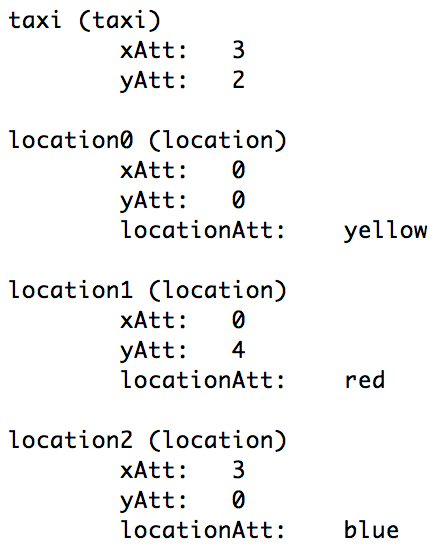 taxi (taxi)
xAtt: 3
yAtt: 2
location0 (location)
xAtt: 0
yAtt: 0
locationAtt: yellow
location1 (location)
xAtt: 0
yAtt: 4
locationAtt: red
location2 (location)
xAtt: 3
yAtt: 0
locationAtt: blue